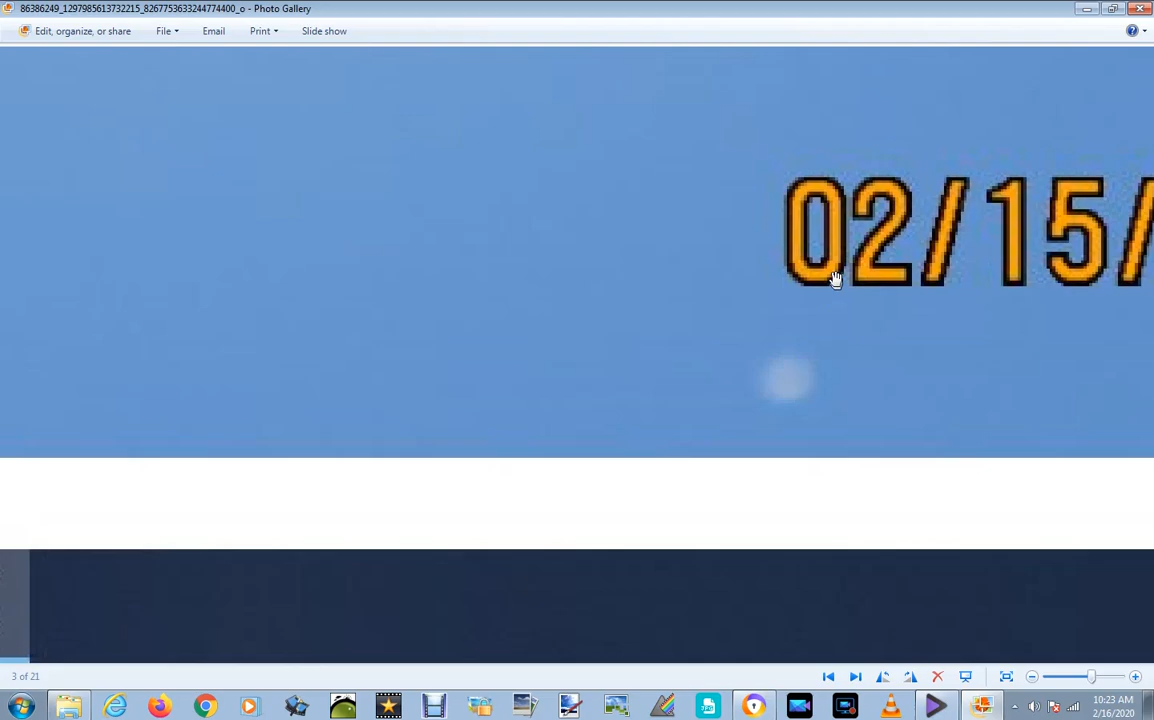 86386249_1297985613732215_8267753633244774400_o - Photo Gallery
Edit, organize, or share File Email Print Slide show
02/15/
3 of 21
JPG
10:23 AM
2/16/2020